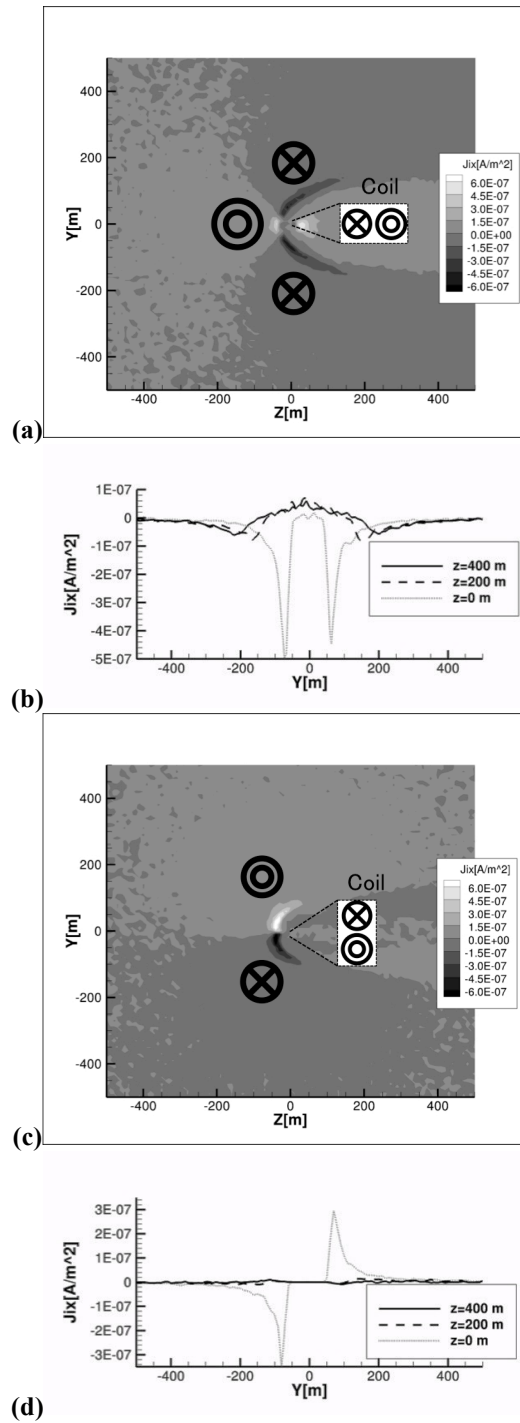 (a)
Y[m]
400
200
0
-200
-400
-400 -200 0 200 400
Z[m]
Coil
Jix[A/m^2]
6.0E-07
4.5E-07
3.0E-07
1.5E-07
0.0E+00
-1.5E-07
-3.0E-07
-4.5E-07
-6.0E-07
(b)
Jix[A/m^2]
1E-07
0
-1E-07
-2E-07
-3E-07
-4E-07
5E-07
-400 -200 0 200 400
Y[m]
z=400 m
z=200 m
z=0 m
(c)
Y[m]
400
200
0
-200
-400
-400 -200 0 200 400
Z[m]
Coil
Jix[A/m^2]
6.0E-07
4.5E-07
3.0E-07
1.5E-07
0.0E+00
-1.5E-07
-3.0E-07
-4.5E-07
-6.0E-07
(d)
Jix[A/m^2]
3E-07
2E-07
1E-07
0
-1E-07
-2E-07
-3E-07
-400 -200 0 200 400
Y[m]
z=400 m
z=200 m
z=0 m